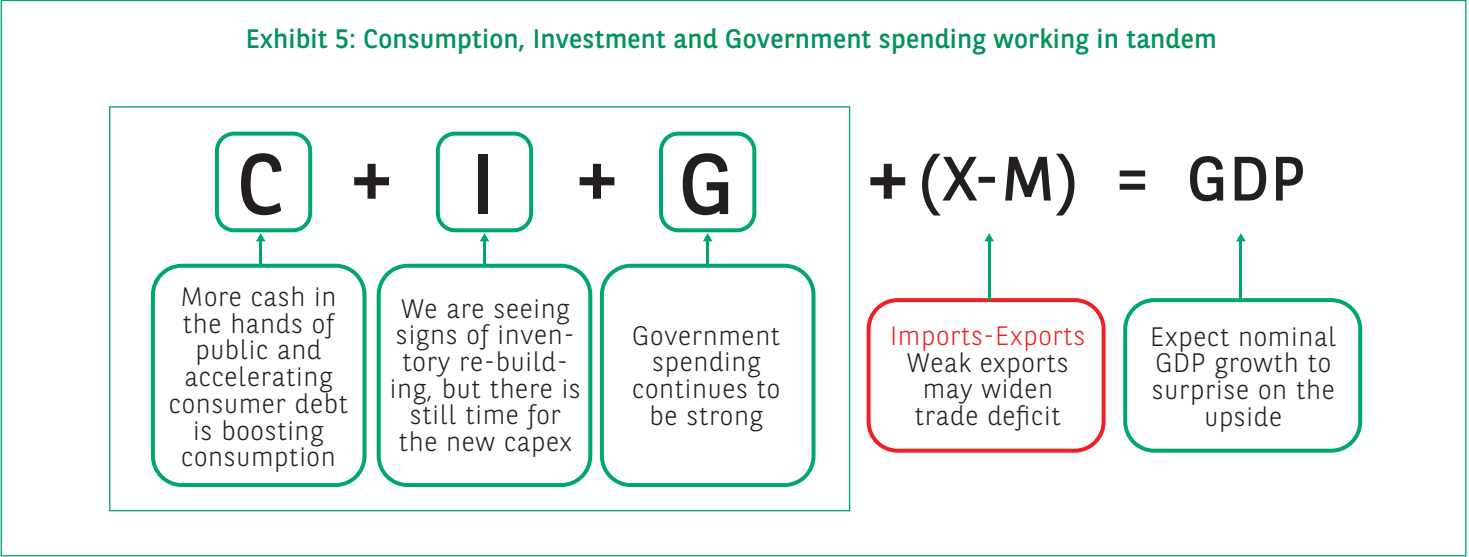 Exhibit 5: Consumption, Investment and Government spending working in tandem
C + I + G + (X-M) = GDP
More cash in
the hands of
public and
accelerating
consumer debt
is boosting
consumption
We are seeing
signs of inven-
tory re-build-
ing, but there is
still time for
the new capex
Government
spending
continues to
be strong
Imports-Exports
Weak exports
may widen
trade deficit
Expect nominal
GDP growth to
surprise on the
upside